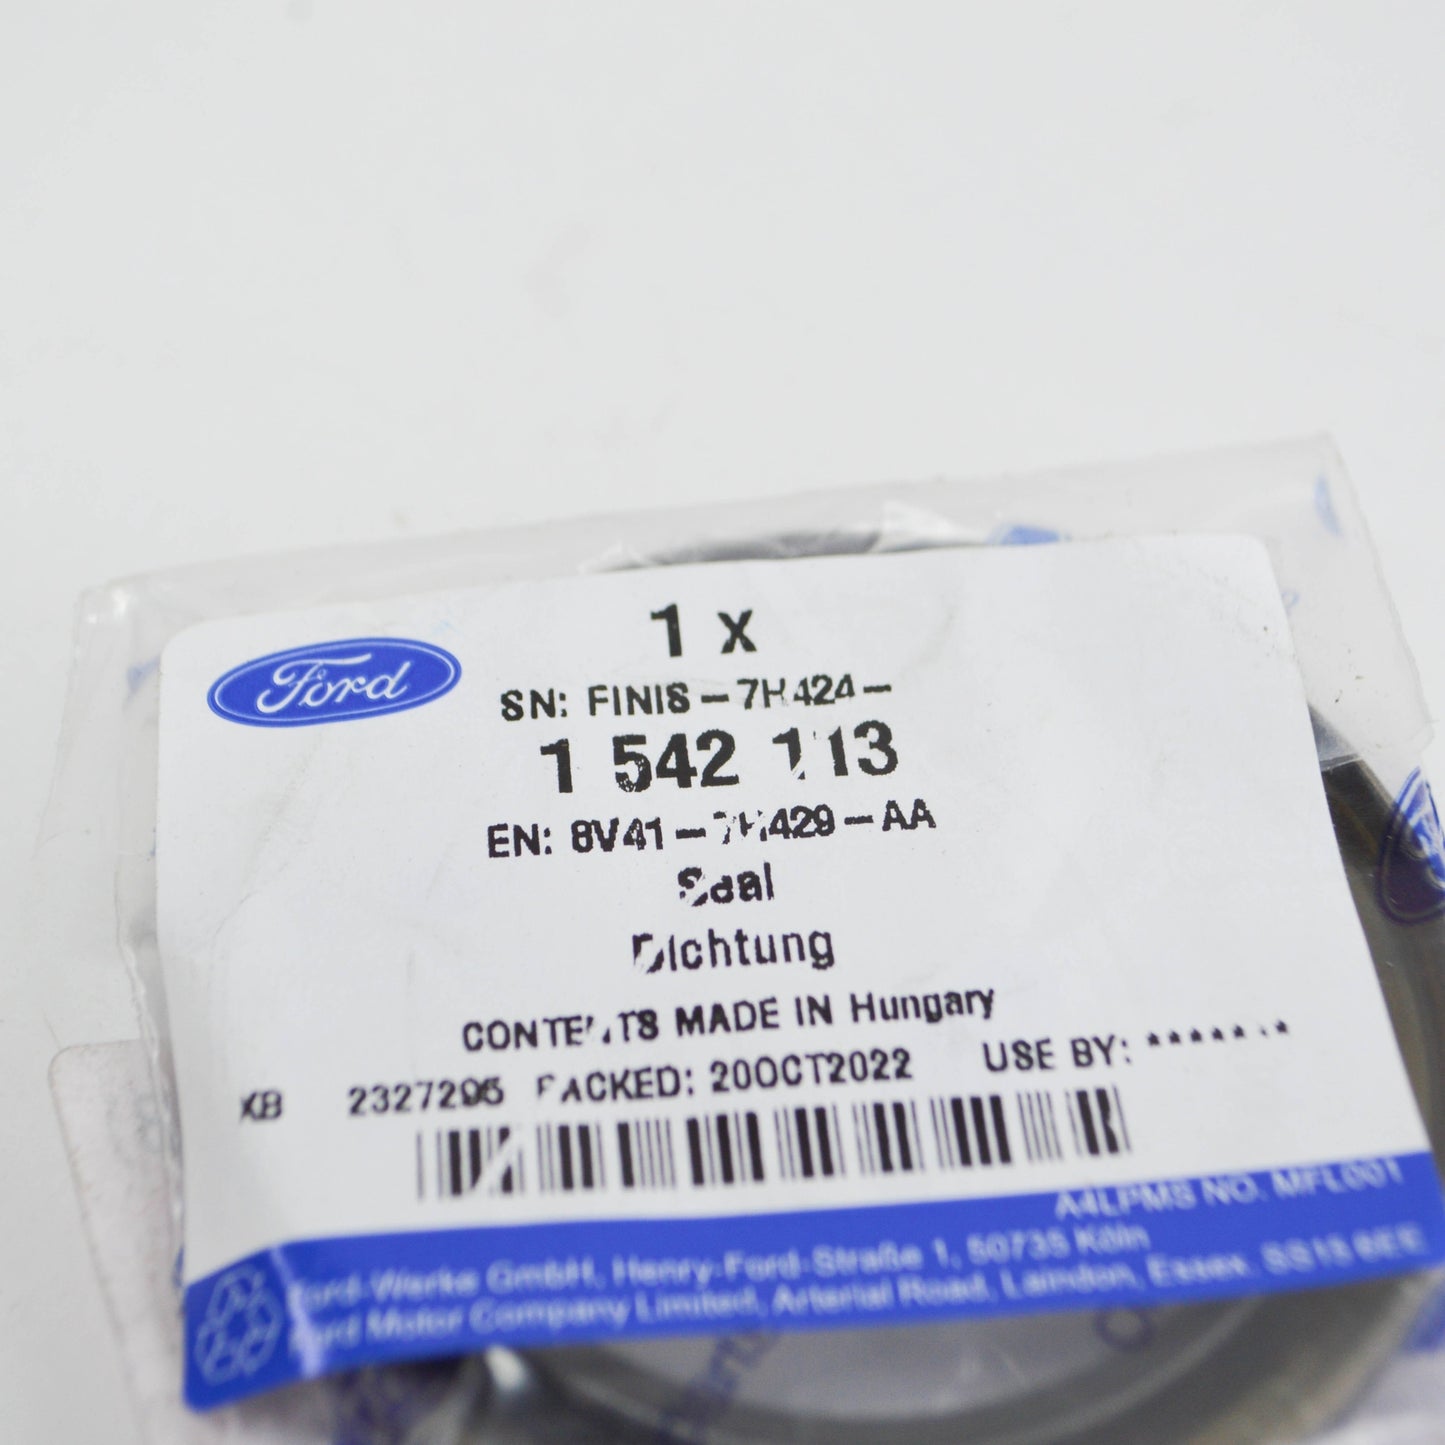 Ford
1 x
SN: FINIS-7H424-
1 542 113
EN: 8V41-7H429-AA
Seal
Dichtung
CONTENTS MADE IN Hungary
XB 2327295 PACKED: 20OCT2022 USE BY: *******
A4LPMS NO. MFL001
Ford-Werke GmbH, Henry-Ford-Straße 1, 50735 Köln
Ford Motor Company Limited, Arterial Road, Laindon, Essex, SS15 6EE